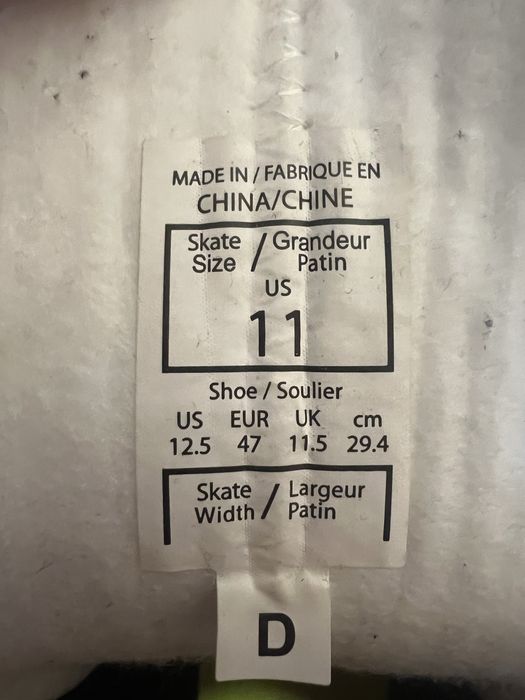 MADE IN / FABRIQUE EN
CHINA/CHINE
Skate / Grandeur
Size Patin
US
11
Shoe / Soulier
US EUR UK cm
12.5 47 11.5 29.4
Skate / Largeur
Width Patin
D